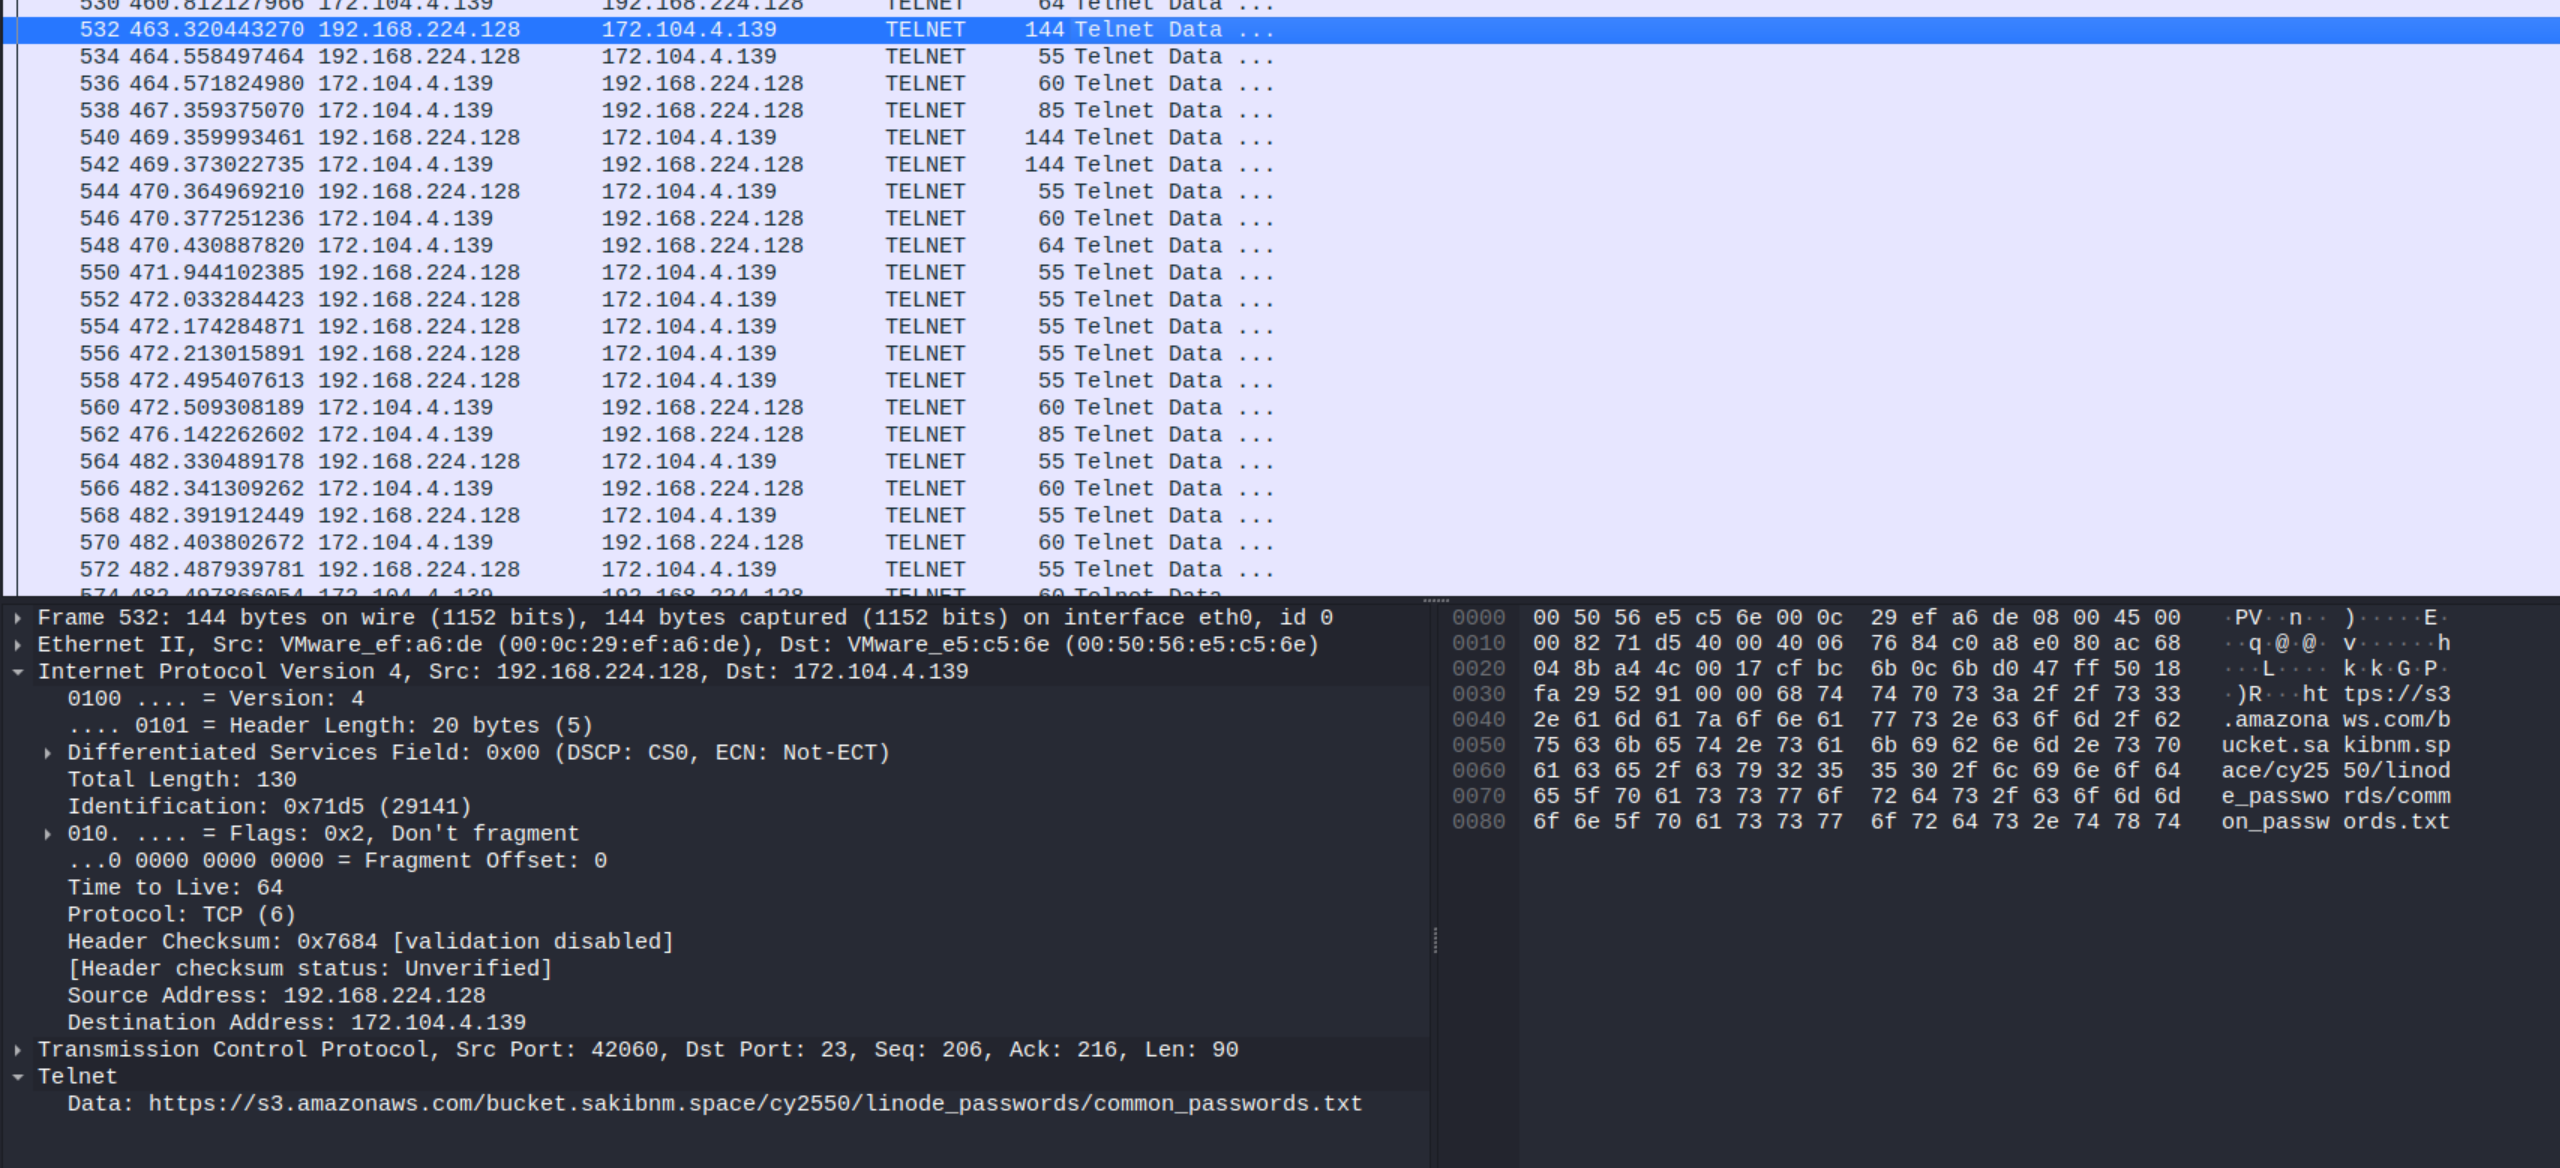 530 460.812127966 172.104.4.139 192.168.224.128 TELNET 64 Telnet Data ...
532 463.320443270 192.168.224.128 172.104.4.139 TELNET 144 Telnet Data ...
534 464.558497464 192.168.224.128 172.104.4.139 TELNET 55 Telnet Data ...
536 464.571824980 172.104.4.139 192.168.224.128 TELNET 60 Telnet Data ...
538 467.359375070 172.104.4.139 192.168.224.128 TELNET 85 Telnet Data ...
540 469.359993461 192.168.224.128 172.104.4.139 TELNET 144 Telnet Data ...
542 469.373022735 172.104.4.139 192.168.224.128 TELNET 144 Telnet Data ...
544 470.364969210 192.168.224.128 172.104.4.139 TELNET 55 Telnet Data ...
546 470.377251236 172.104.4.139 192.168.224.128 TELNET 60 Telnet Data ...
548 470.430887820 172.104.4.139 192.168.224.128 TELNET 64 Telnet Data ...
550 471.944102385 192.168.224.128 172.104.4.139 TELNET 55 Telnet Data ...
552 472.033284423 192.168.224.128 172.104.4.139 TELNET 55 Telnet Data ...
554 472.174284871 192.168.224.128 172.104.4.139 TELNET 55 Telnet Data ...
556 472.213015891 192.168.224.128 172.104.4.139 TELNET 55 Telnet Data ...
558 472.495407613 192.168.224.128 172.104.4.139 TELNET 55 Telnet Data ...
560 472.509308189 172.104.4.139 192.168.224.128 TELNET 60 Telnet Data ...
562 476.142262602 172.104.4.139 192.168.224.128 TELNET 85 Telnet Data ...
564 482.330489178 192.168.224.128 172.104.4.139 TELNET 55 Telnet Data ...
566 482.341309262 172.104.4.139 192.168.224.128 TELNET 60 Telnet Data ...
568 482.391912449 192.168.224.128 172.104.4.139 TELNET 55 Telnet Data ...
570 482.403802672 172.104.4.139 192.168.224.128 TELNET 60 Telnet Data ...
572 482.487939781 192.168.224.128 172.104.4.139 TELNET 55 Telnet Data ...
574 482.497866054 172.104.4.139 192.168.224.128 TELNET 60 Telnet Data ...
Frame 532: 144 bytes on wire (1152 bits), 144 bytes captured (1152 bits) on interface eth0, id 0
Ethernet II, Src: VMware_ef:a6:de (00:0c:29:ef:a6:de), Dst: VMware_e5:c5:6e (00:50:56:e5:c5:6e)
Internet Protocol Version 4, Src: 192.168.224.128, Dst: 172.104.4.139
0100 .... = Version: 4
.... 0101 = Header Length: 20 bytes (5)
Differentiated Services Field: 0x00 (DSCP: CS0, ECN: Not-ECT)
Total Length: 130
Identification: 0x71d5 (29141)
010. .... = Flags: 0x2, Don't fragment
...0 0000 0000 0000 = Fragment Offset: 0
Time to Live: 64
Protocol: TCP (6)
Header Checksum: 0x7684 [validation disabled]
[Header checksum status: Unverified]
Source Address: 192.168.224.128
Destination Address: 172.104.4.139
Transmission Control Protocol, Src Port: 42060, Dst Port: 23, Seq: 206, Ack: 216, Len: 90
Telnet
Data: https://s3.amazonaws.com/bucket.sakibnm.space/cy2550/linode_passwords/common_passwords.txt
0000 00 50 56 e5 c5 6e 00 0c 29 ef a6 de 08 00 45 00 ·PV··n·· )·····E·
0010 00 82 71 d5 40 00 40 06 76 84 c0 a8 e0 80 ac 68 ··q·@·@· v······h
0020 04 8b a4 4c 00 17 cf bc 6b 0c 6b d0 47 ff 50 18 ···L···· k·k·G·P·
0030 fa 29 52 91 00 00 68 74 74 70 73 3a 2f 2f 73 33 ·)R···ht tps://s3
0040 2e 61 6d 61 7a 6f 6e 61 77 73 2e 63 6f 6d 2f 62 .amazona ws.com/b
0050 75 63 6b 65 74 2e 73 61 6b 69 62 6e 6d 2e 73 70 ucket.sa kibnm.sp
0060 61 63 65 2f 63 79 32 35 35 30 2f 6c 69 6e 6f 64 ace/cy25 50/linod
0070 65 5f 70 61 73 73 77 6f 72 64 73 2f 63 6f 6d 6d e_passwo rds/comm
0080 6f 6e 5f 70 61 73 73 77 6f 72 64 73 2e 74 78 74 on_passw ords.txt